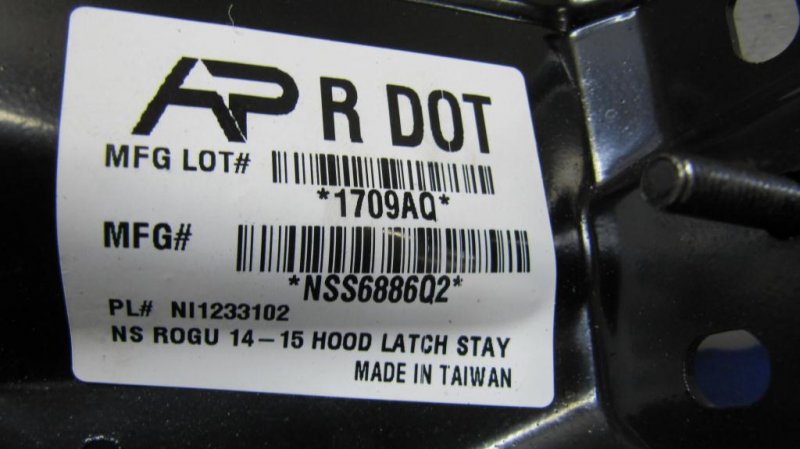 AP R DOT
MFG LOT#
*1709AQ*
MFG#
*NSS6886Q2*
PL# NI1233102
NS ROGU 14-15 HOOD LATCH STAY
MADE IN TAIWAN